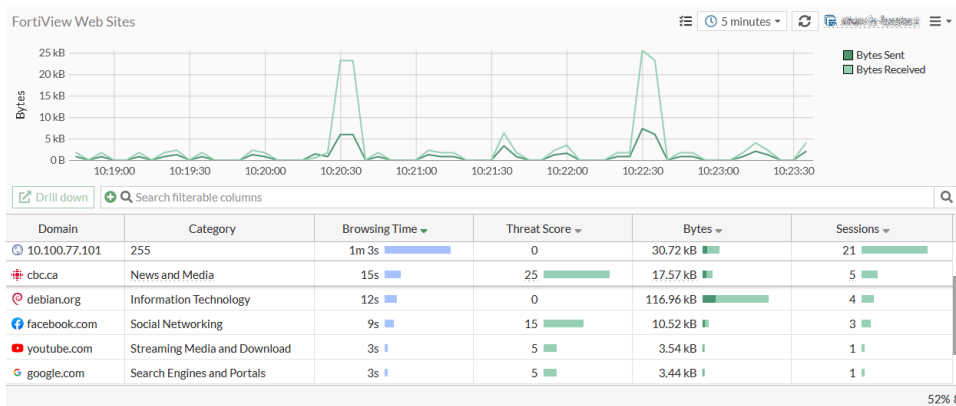 FortiView Web Sites
5 minutes
25 kB
20 kB
15 kB
10 kB
5 kB
0 B
Bytes
10:19:00 10:19:30 10:20:00 10:20:30 10:21:00 10:21:30 10:22:00 10:22:30 10:23:00 10:23:30
Bytes Sent
Bytes Received
Drill down
Search filterable columns
Domain Category Browsing Time Threat Score Bytes Sessions
10.100.77.101 255 1m 3s 0 30.72 kB 21
cbc.ca News and Media 15s 25 17.57 kB 5
debian.org Information Technology 12s 0 116.96 kB 4
facebook.com Social Networking 9s 15 10.52 kB 3
youtube.com Streaming Media and Download 3s 5 3.54 kB 1
google.com Search Engines and Portals 3s 5 3.44 kB 1
52%